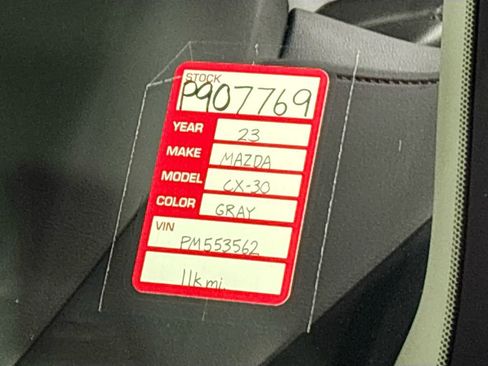 STOCK
P907769
YEAR 23
MAKE MAZDA
MODEL CX-30
COLOR GRAY
VIN
PM553562
11k mi.